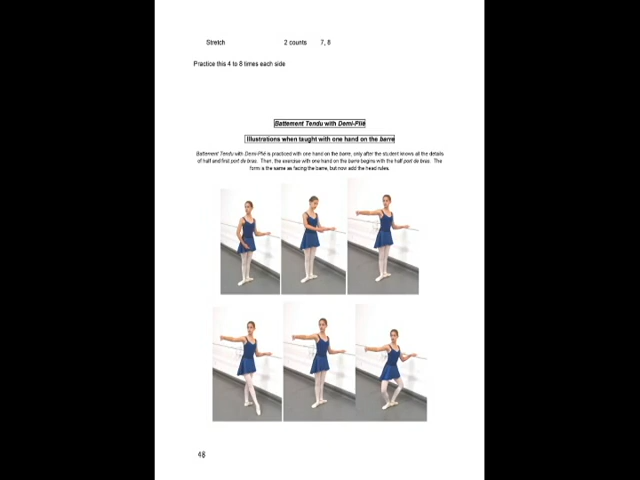 Stretch 2 counts 7, 8
Practice this 4 to 8 times each side
Battement Tendu with Demi-Plié
Illustrations when taught with one hand on the barre
Battement Tendu with Demi-Plié is practiced with one hand on the barre, only after the student knows all the details
of half and first port de bras. Then, the exercise with one hand on the barre begins with the half port de bras. The
form is the same as facing the barre, but now add the head rules.
48